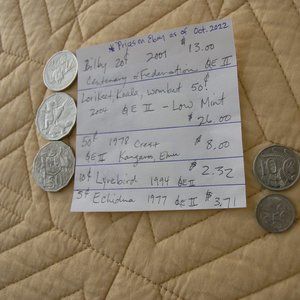 * Prices on Ebay as of Oct. 2022
Bilby 20¢ 2001 $13.00
Centenary of Federation, QE II
Lorikeet, Koala, Wombat 50¢
2004 QE II - Low Mint
$26.00
50¢ 1978 Crest $8.00
QE II Kangaroo, Emu
10¢ Lyrebird 1994 QE II $2.32
5¢ Echidna 1977 QE II $3.71